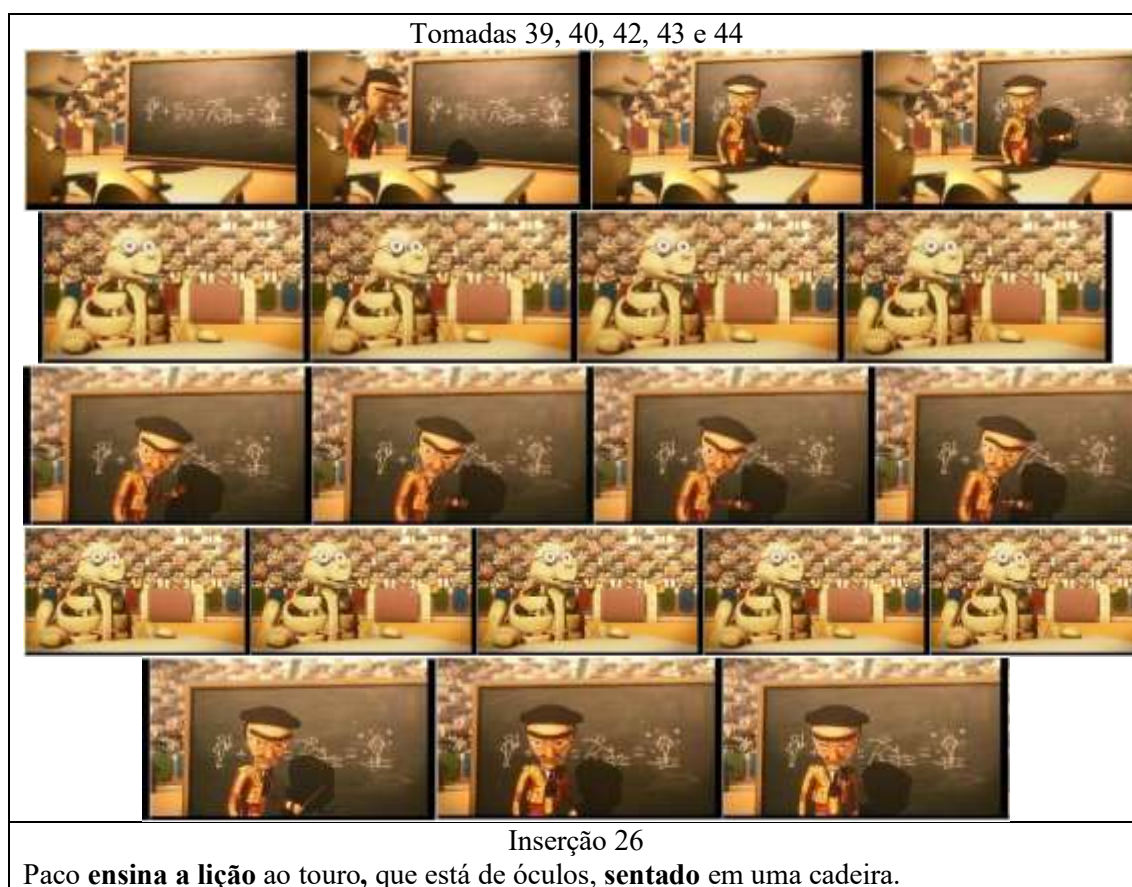 Tomadas 39, 40, 42, 43 e 44
Inserção 26
Paco ensina a lição ao touro, que está de óculos, sentado em uma cadeira.